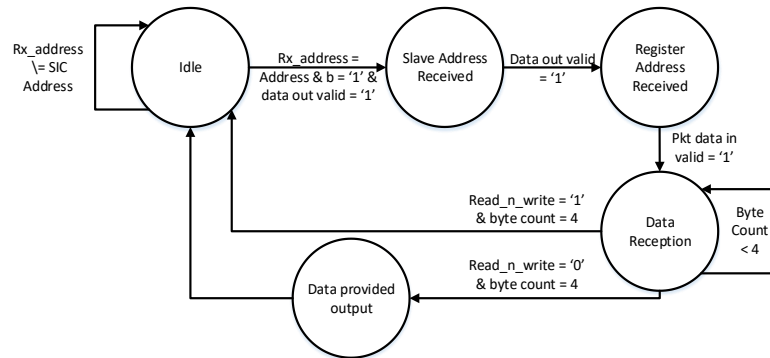 Rx_address
\= SIC
Address
Idle
Rx_address =
Address & b = ‘1’ &
data out valid = ‘1’
Slave Address
Received
Data out valid
= ‘1’
Register
Address
Received
Pkt data in
valid = ‘1’
Read_n_write = ‘1’
& byte count = 4
Data
Reception
Byte
Count
< 4
Read_n_write = ‘0’
& byte count = 4
Data provided
output